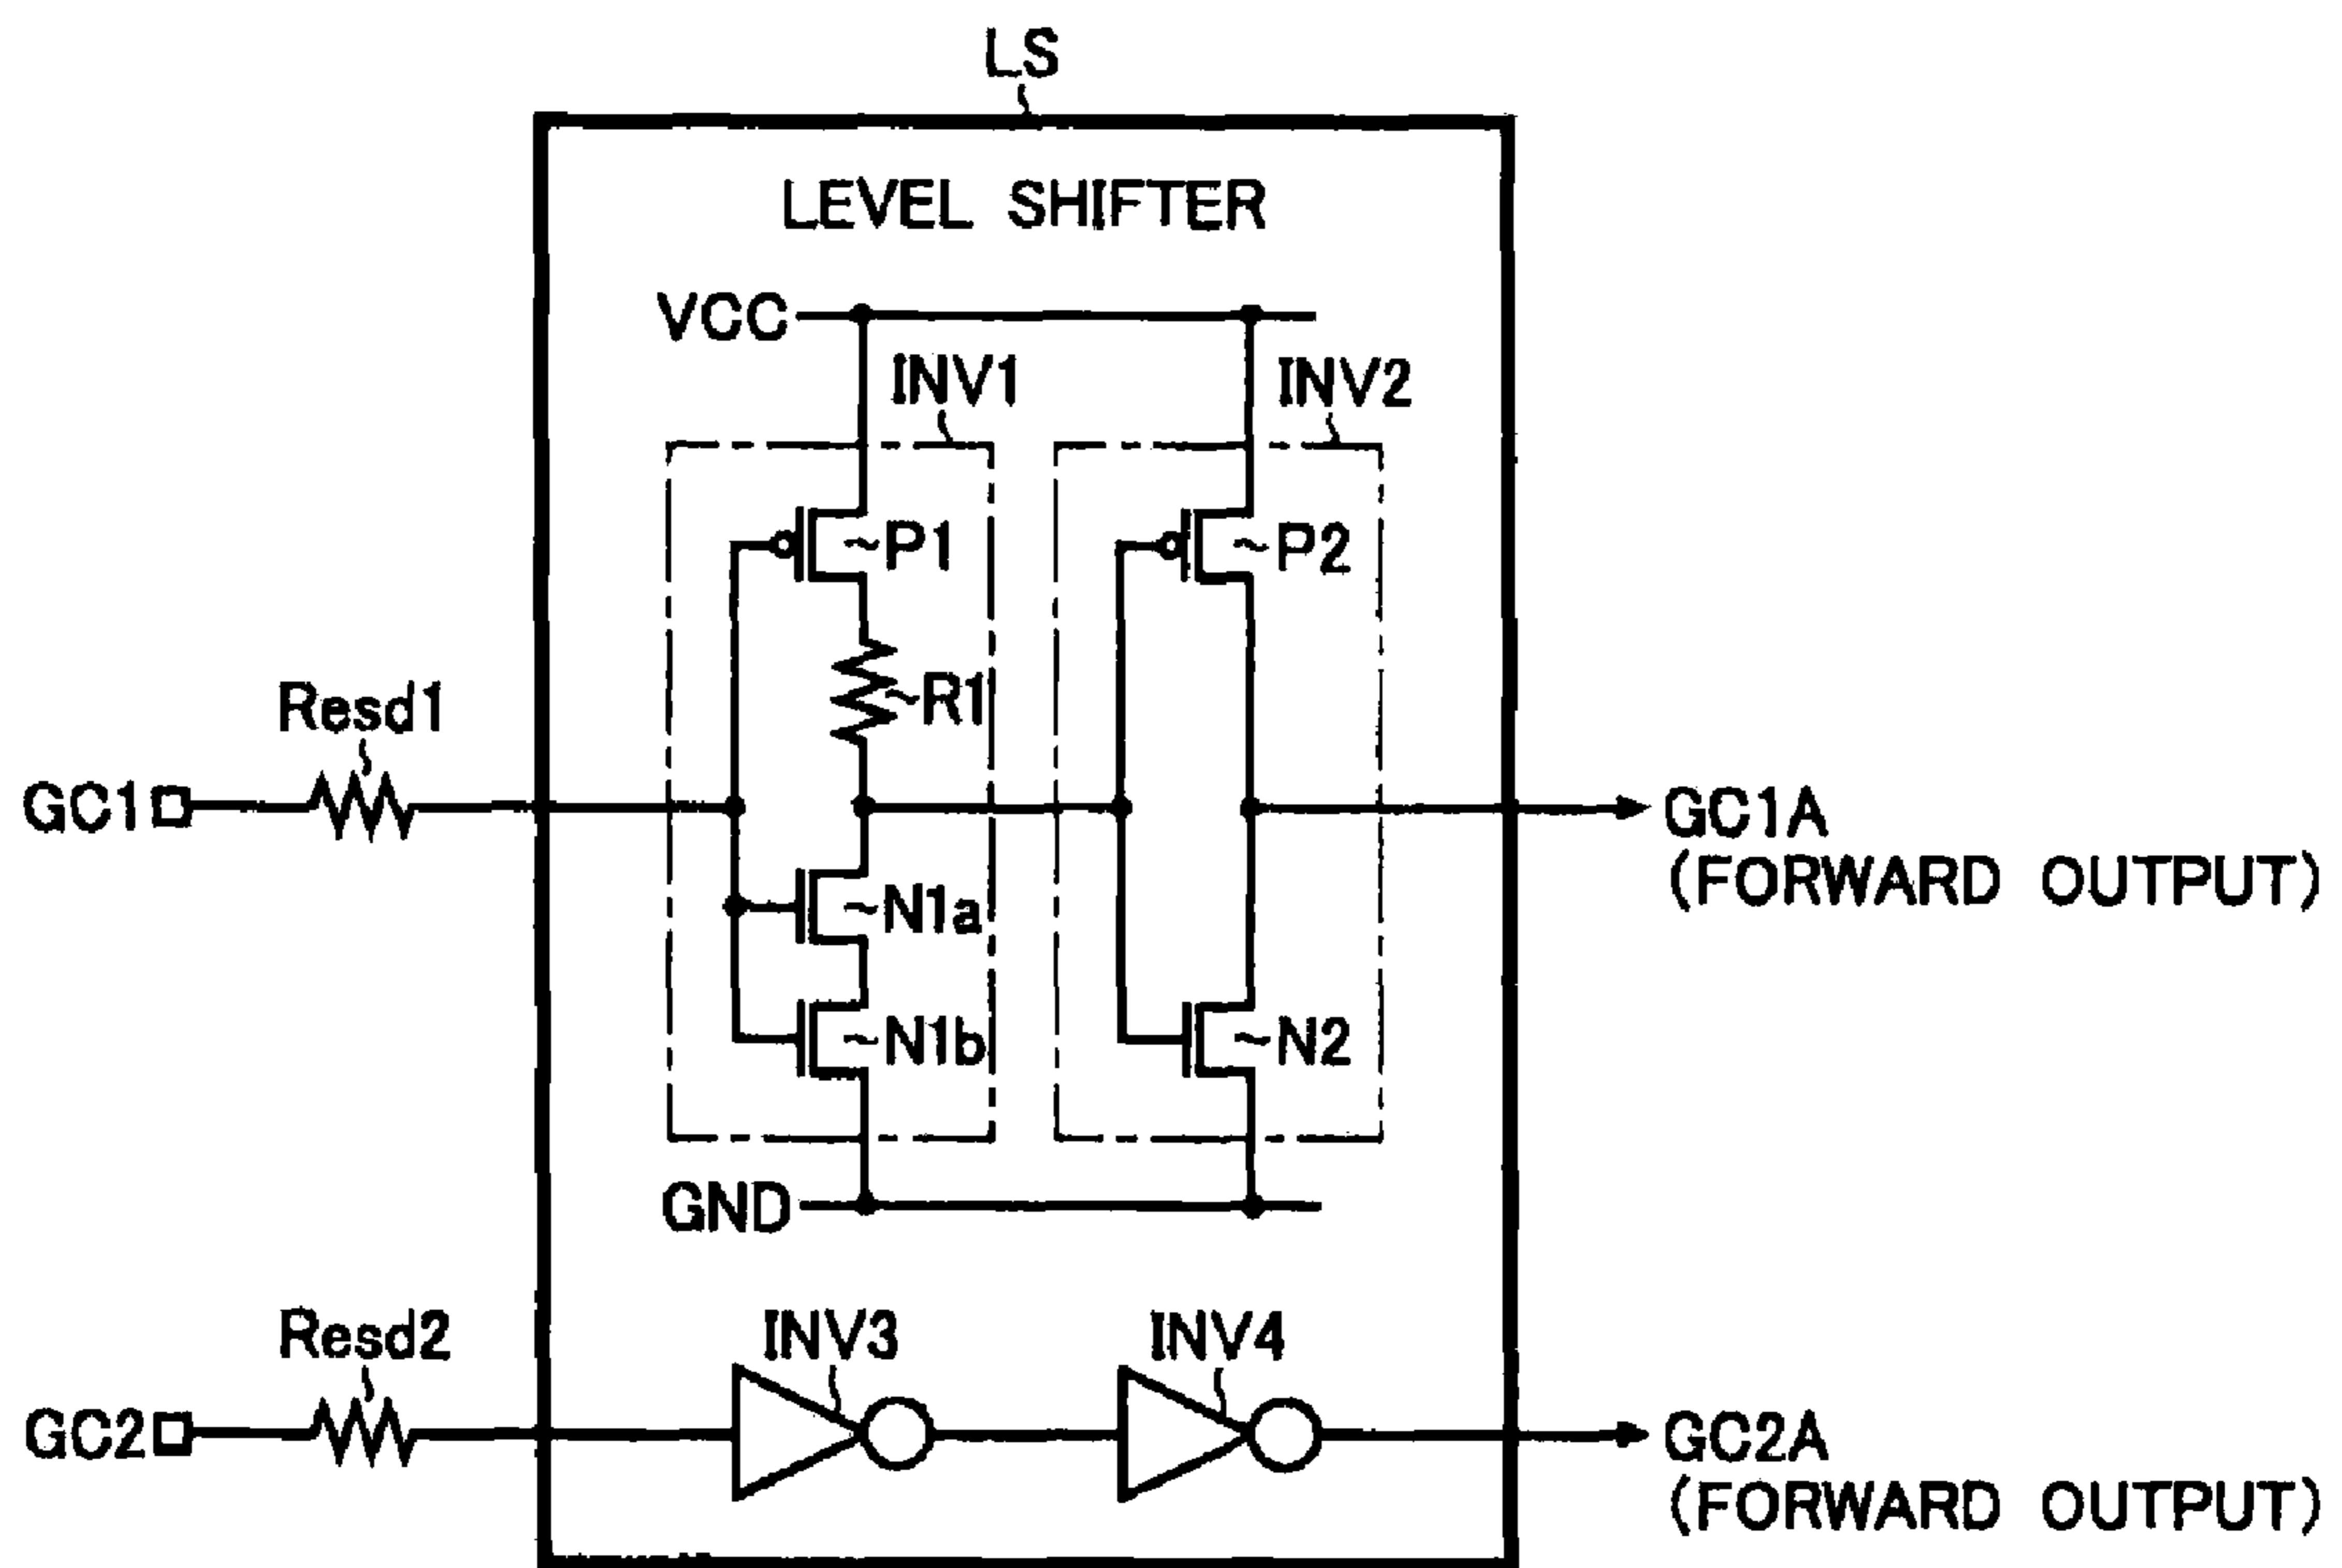 LS
LEVEL SHIFTER
VCC
INV1
INV2
P1
P2
R1
Resd1
GC1
GC1A
(FORWARD OUTPUT)
N1a
N1b
N2
GND
Resd2
INV3
INV4
GC2
GC2A
(FORWARD OUTPUT)